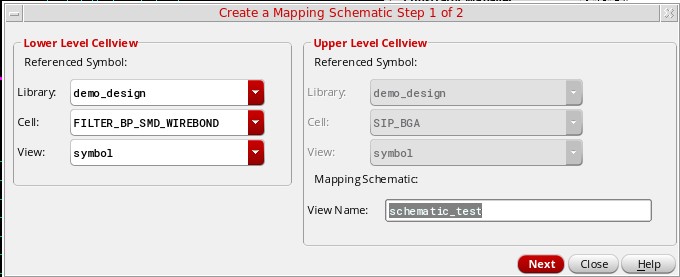 Create a Mapping Schematic Step 1 of 2
Lower Level Cellview
Referenced Symbol:
Library: demo_design
Cell: FILTER_BP_SMD_WIREBOND
View: symbol
Upper Level Cellview
Referenced Symbol:
Library: demo_design
Cell: SIP_BGA
View: symbol
Mapping Schematic:
View Name: schematic_test
Next Close Help